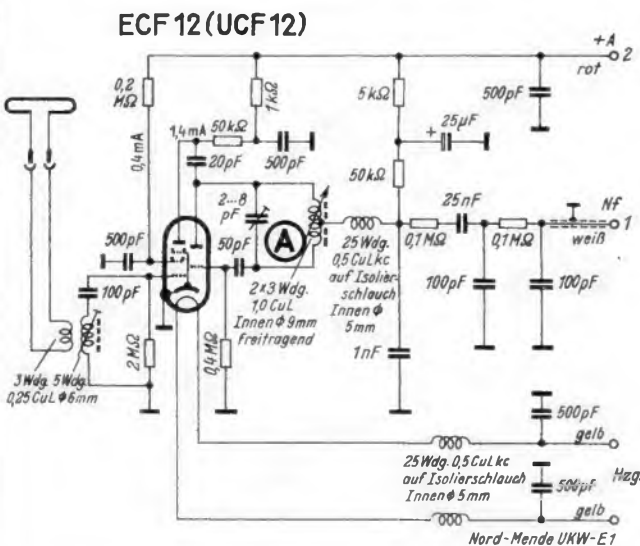 ECF 12 (UCF 12)
+A
2
rot
0,2
MΩ
1kΩ
5kΩ
500pF
1,4mA
50kΩ
20pF
500pF
+
25µF
0,4mA
50kΩ
2...8
pF
25nF
Nf
1
weiß
500pF
50pF
A
25 Wdg.
0,5 CuLkc
auf Isolier-
schlauch
Innen ϕ
5mm
0,1MΩ
0,1MΩ
100pF
2×3 Wdg.
1,0 CuL
Innen ϕ 9mm
freitragend
100pF
100pF
2MΩ
0,4MΩ
1nF
3Wdg. 5Wdg.
0,25 CuL ϕ 6mm
500pF
gelb
25 Wdg. 0,5 CuLkc
auf Isolierschlauch
Innen ϕ 5mm
500pF
Hzg.
gelb
Nord-Mende UKW-E1